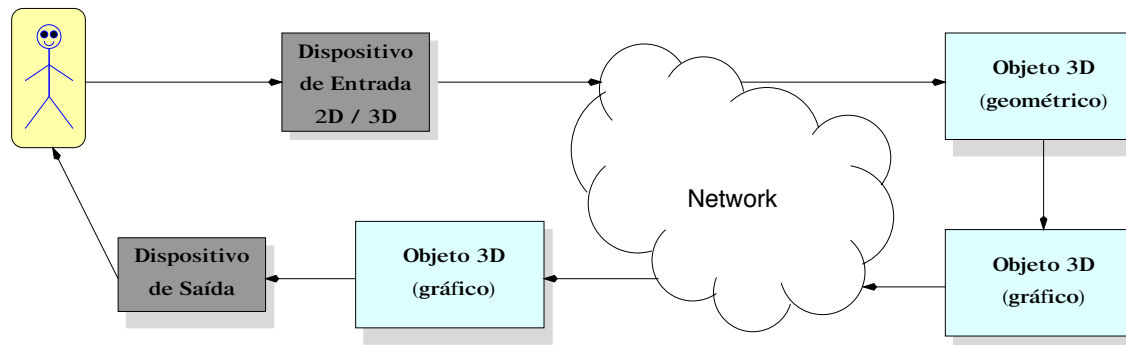 Dispositivo
de Entrada
2D / 3D
Network
Objeto 3D
(geométrico)
Objeto 3D
(gráfico)
Objeto 3D
(gráfico)
Dispositivo
de Saída